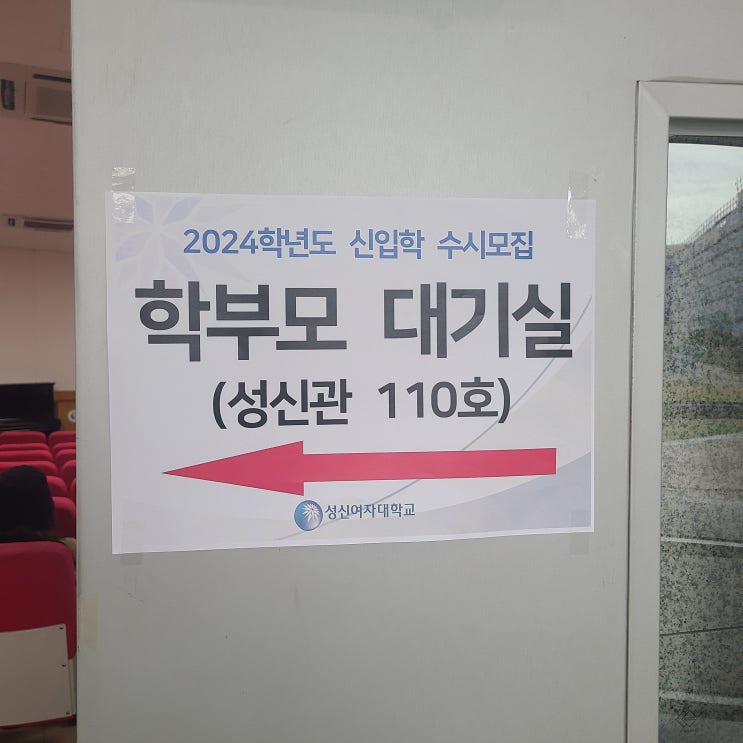 2024학년도 신입학 수시모집
학부모 대기실
(성신관 110호)
성신여자대학교